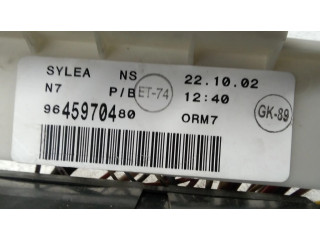 SYLEA NS 22.10.02
N7 P/B ET-74 12:40
9645970480 ORM7 GK-89